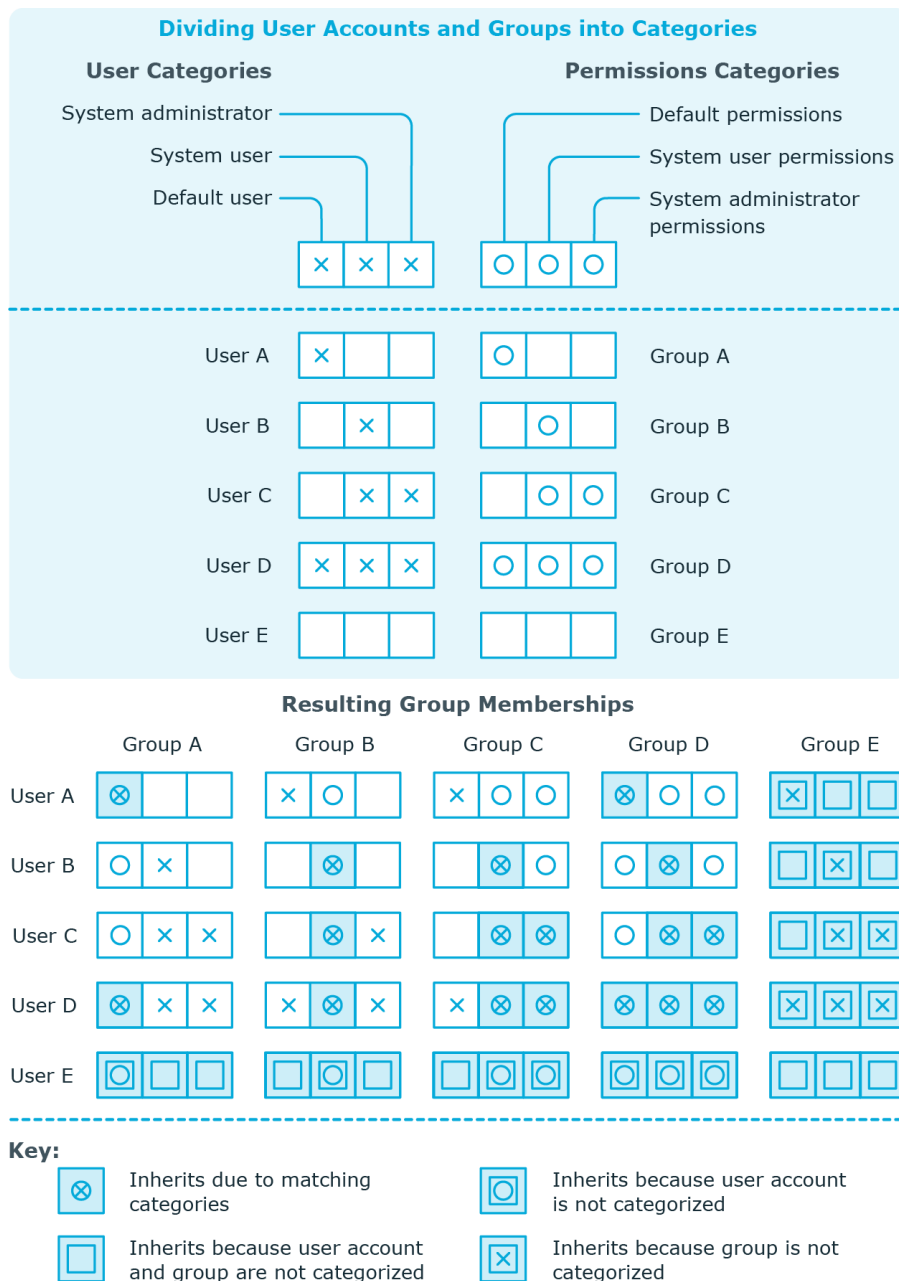 Dividing User Accounts and Groups into Categories
User Categories
Permissions Categories
System administrator
Default permissions
System user
System user permissions
Default user
System administrator
permissions
User A
Group A
User B
Group B
User C
Group C
User D
Group D
User E
Group E
Resulting Group Memberships
Group A
Group B
Group C
Group D
Group E
User A
User B
User C
User D
User E
Key:
Inherits due to matching
categories
Inherits because user account
is not categorized
Inherits because user account
and group are not categorized
Inherits because group is not
categorized